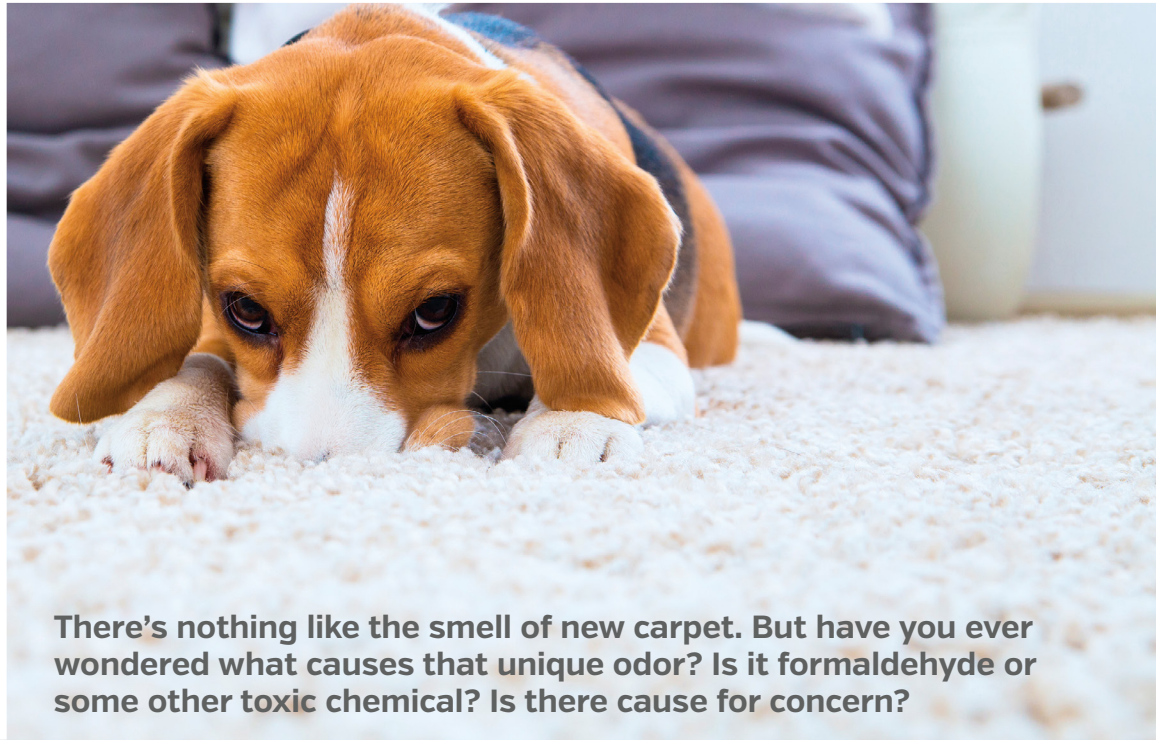 There’s nothing like the smell of new carpet. But have you ever
wondered what causes that unique odor? Is it formaldehyde or
some other toxic chemical? Is there cause for concern?